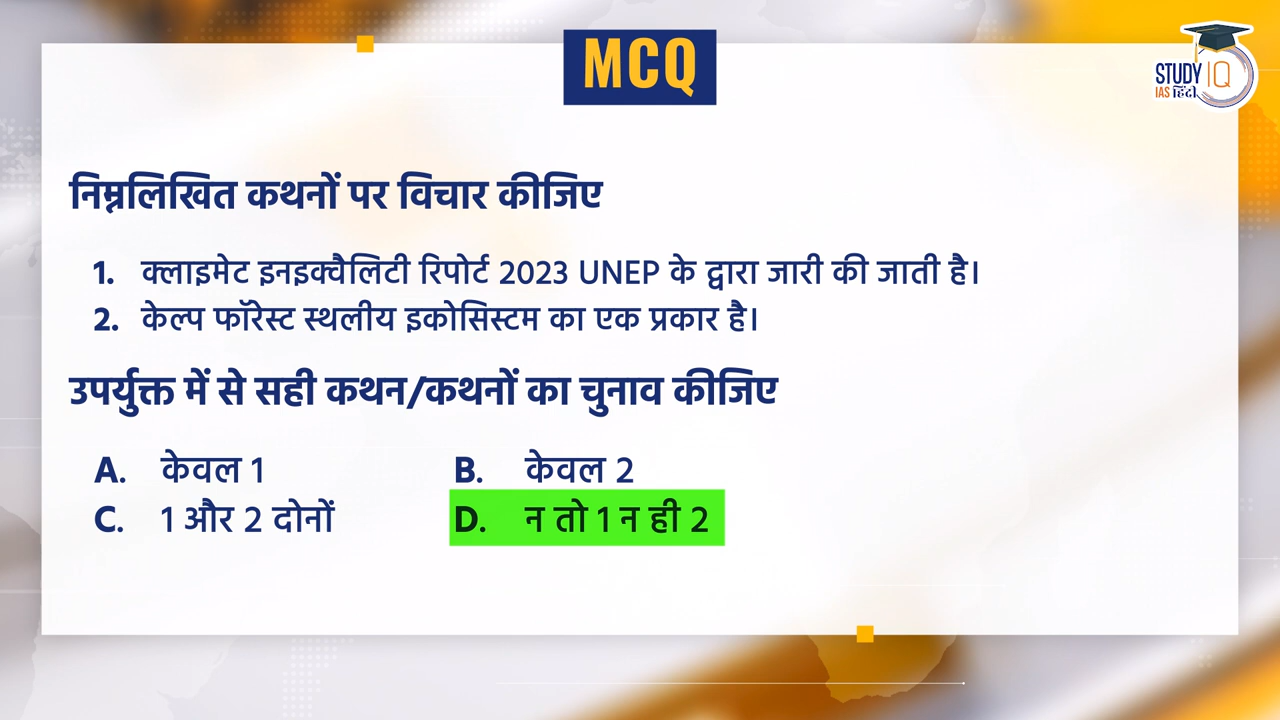 MCQ
STUDY IQ
IAS हिंदी
निम्नलिखित कथनों पर विचार कीजिए
1. क्लाइमेट इनइक्वैलिटी रिपोर्ट 2023 UNEP के द्वारा जारी की जाती है।
2. केल्प फॉरेस्ट स्थलीय इकोसिस्टम का एक प्रकार है।
उपर्युक्त में से सही कथन/कथनों का चुनाव कीजिए
A. केवल 1 B. केवल 2
C. 1 और 2 दोनों D. न तो 1 न ही 2